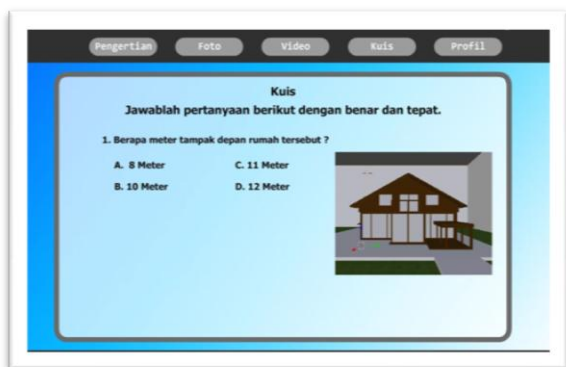 Pengertian Foto Video Kuis Profil
Kuis
Jawablah pertanyaan berikut dengan benar dan tepat.
1. Berapa meter tampak depan rumah tersebut ?
A. 8 Meter C. 11 Meter
B. 10 Meter D. 12 Meter